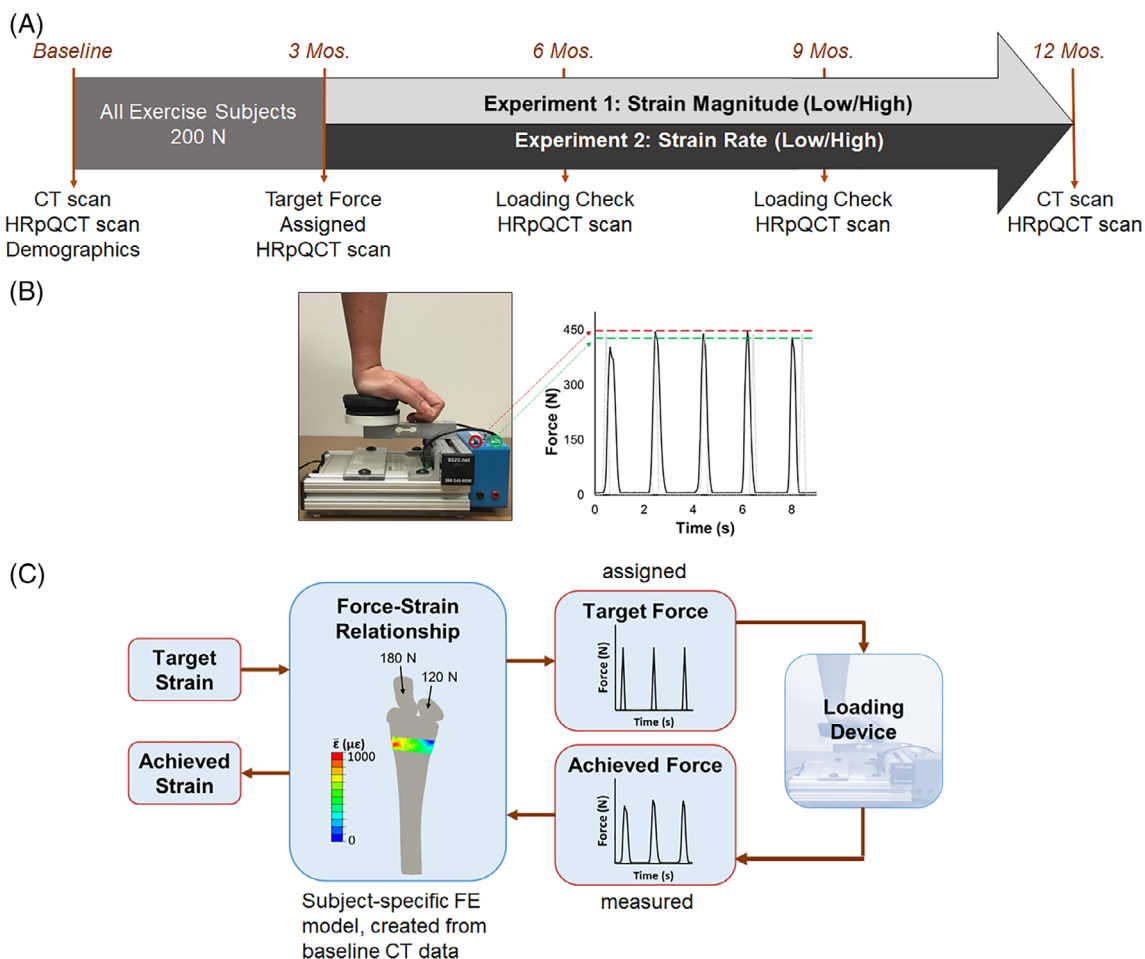 (A)
Baseline
3 Mos.
6 Mos.
9 Mos.
12 Mos.
All Exercise Subjects
200 N
Experiment 1: Strain Magnitude (Low/High)
Experiment 2: Strain Rate (Low/High)
CT scan
HRpQCT scan
Demographics
Target Force
Assigned
HRpQCT scan
Loading Check
HRpQCT scan
Loading Check
HRpQCT scan
CT scan
HRpQCT scan
(B)
8020.net
Force (N)
450
300
150
0
0
2
4
6
8
Time (s)
(C)
Target
Strain
Achieved
Strain
Force-Strain
Relationship
180 N
120 N
ε̅ (με)
1000
0
Subject-specific FE
model, created from
baseline CT data
assigned
Target Force
Force (N)
Time (s)
Achieved Force
Force (N)
Time (s)
measured
Loading
Device